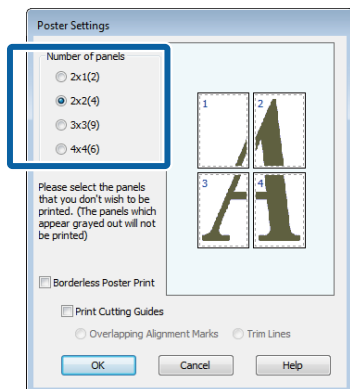 Poster Settings
Number of panels
2x1(2)
2x2(4)
3x3(9)
4x4(6)
1
2
3
4
Please select the panels
that you don't wish to be
printed. (The panels which
appear grayed out will not
be printed)
Borderless Poster Print
Print Cutting Guides
Overlapping Alignment Marks
Trim Lines
OK
Cancel
Help